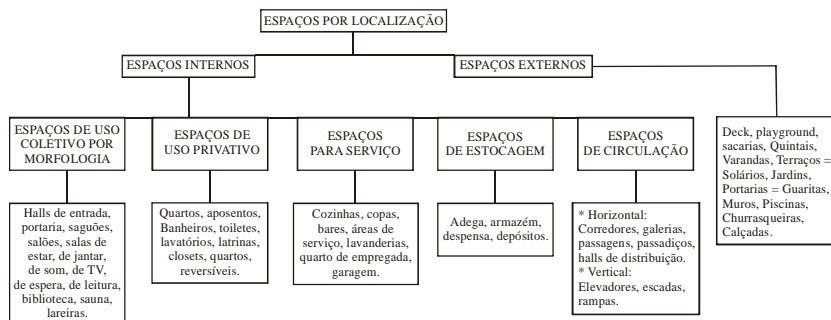 ESPAÇOS POR LOCALIZAÇÃO
ESPAÇOS INTERNOS
ESPAÇOS EXTERNOS
ESPAÇOS DE USO
COLETIVO POR
MORFOLOGIA
ESPAÇOS DE
USO PRIVATIVO
ESPAÇOS
PARA SERVIÇO
ESPAÇOS
DE ESTOCAGEM
ESPAÇOS
DE CIRCULAÇÃO
Deck, playground,
sacarias, Quintais,
Varandas, Terraços =
Solários, Jardins,
Portarias = Guaritas,
Muros, Piscinas,
Churrasqueiras,
Calçadas.
Halls de entrada,
portaria, saguões,
salões, salas de
estar, de jantar,
de som, de TV,
de espera, de leitura,
biblioteca, sauna,
lareiras.
Quartos, aposentos,
Banheiros, toiletes,
lavatórios, latrinas,
closets, quartos,
reversíveis.
Cozinhas, copas,
bares, áreas de
serviço, lavanderias,
quarto de empregada,
garagem.
Adega, armazém,
despensa, depósitos.
* Horizontal:
Corredores, galerias,
passagens, passadiços,
halls de distribuição.
* Vertical:
Elevadores, escadas,
rampas.